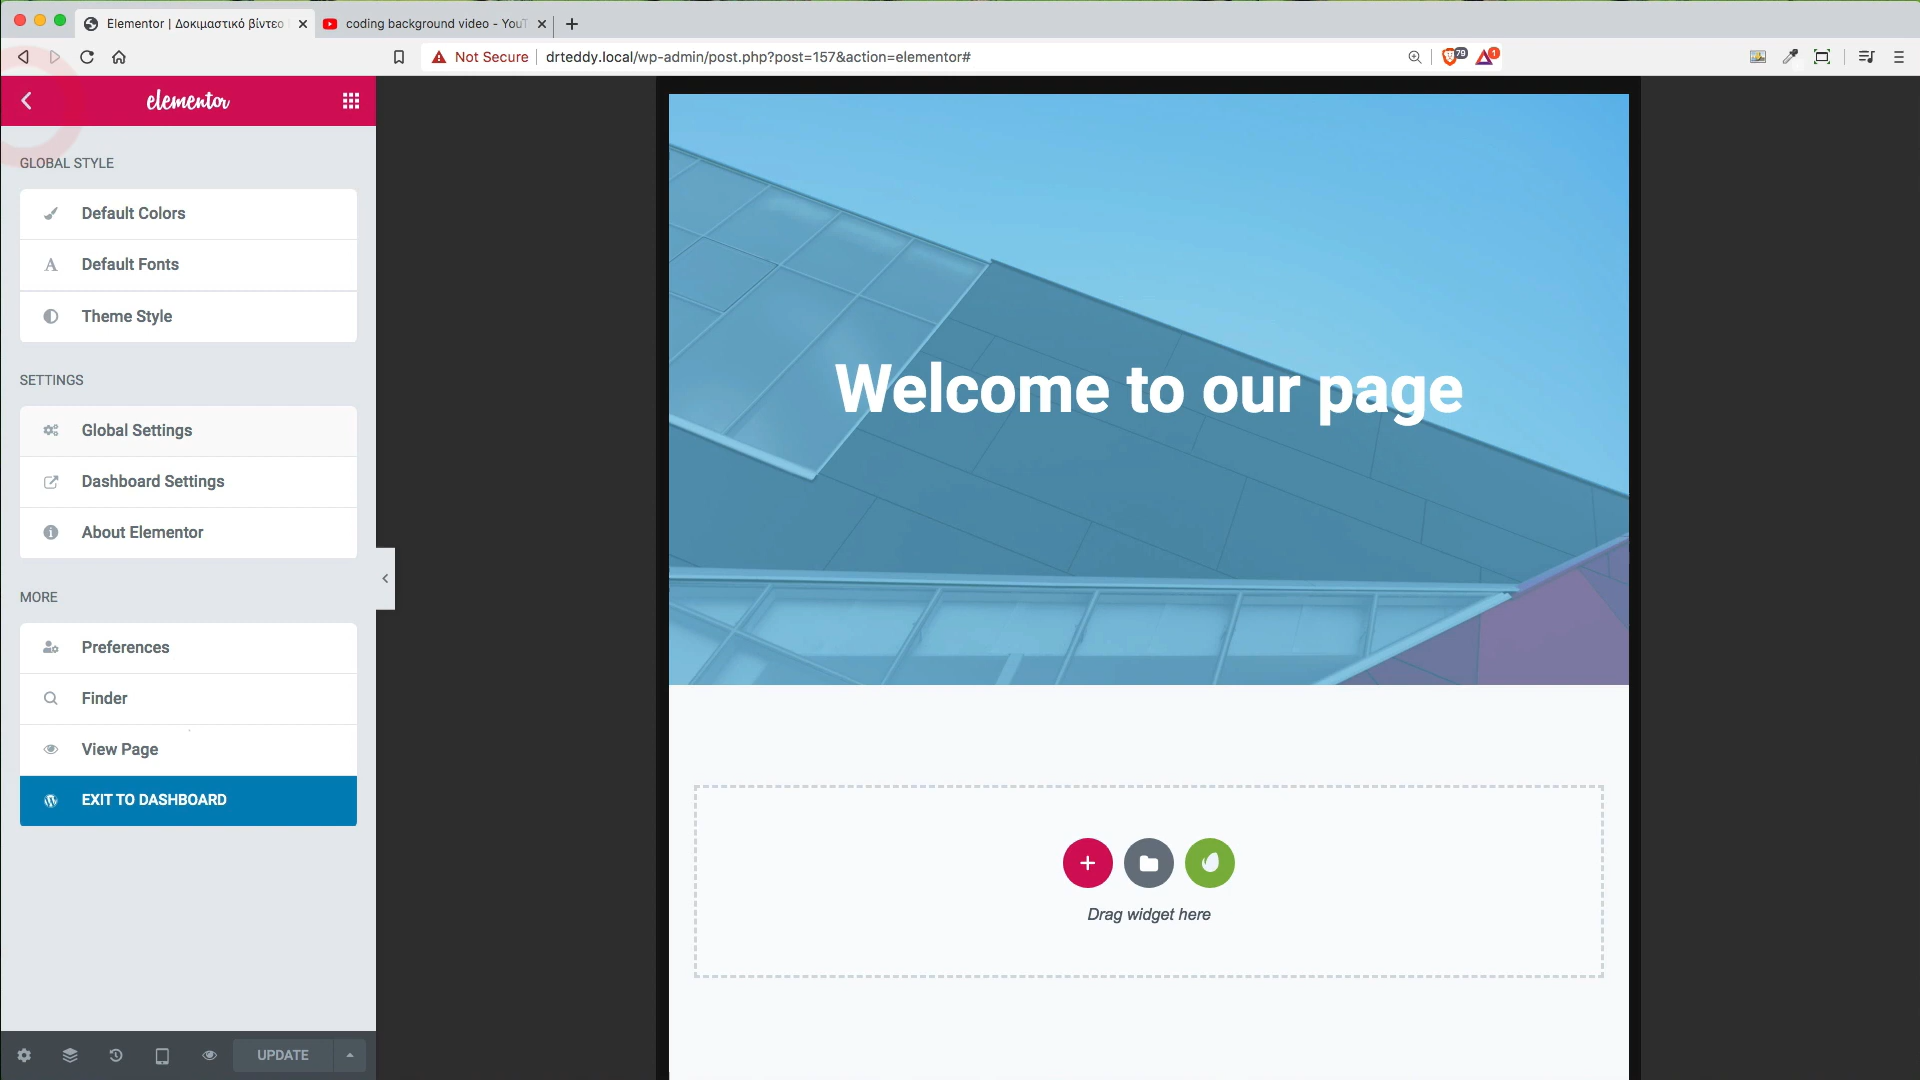 Elementor | Δοκιμαστικό βίντεο
coding background video - YouT
Not Secure
drteddy.local/wp-admin/post.php?post=157&action=elementor#
79
1
elementor
GLOBAL STYLE
Default Colors
Default Fonts
Theme Style
SETTINGS
Global Settings
Dashboard Settings
About Elementor
MORE
Preferences
Finder
View Page
EXIT TO DASHBOARD
UPDATE
Welcome to our page
Drag widget here